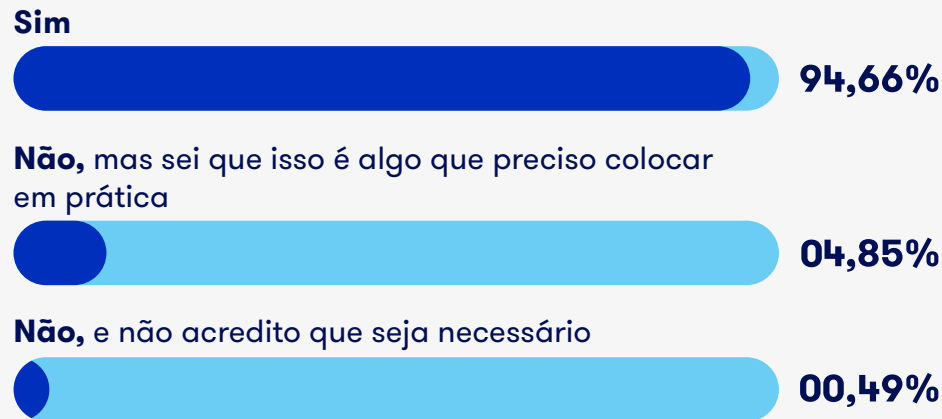 Sim
94,66%
Não, mas sei que isso é algo que preciso colocar
em prática
04,85%
Não, e não acredito que seja necessário
00,49%